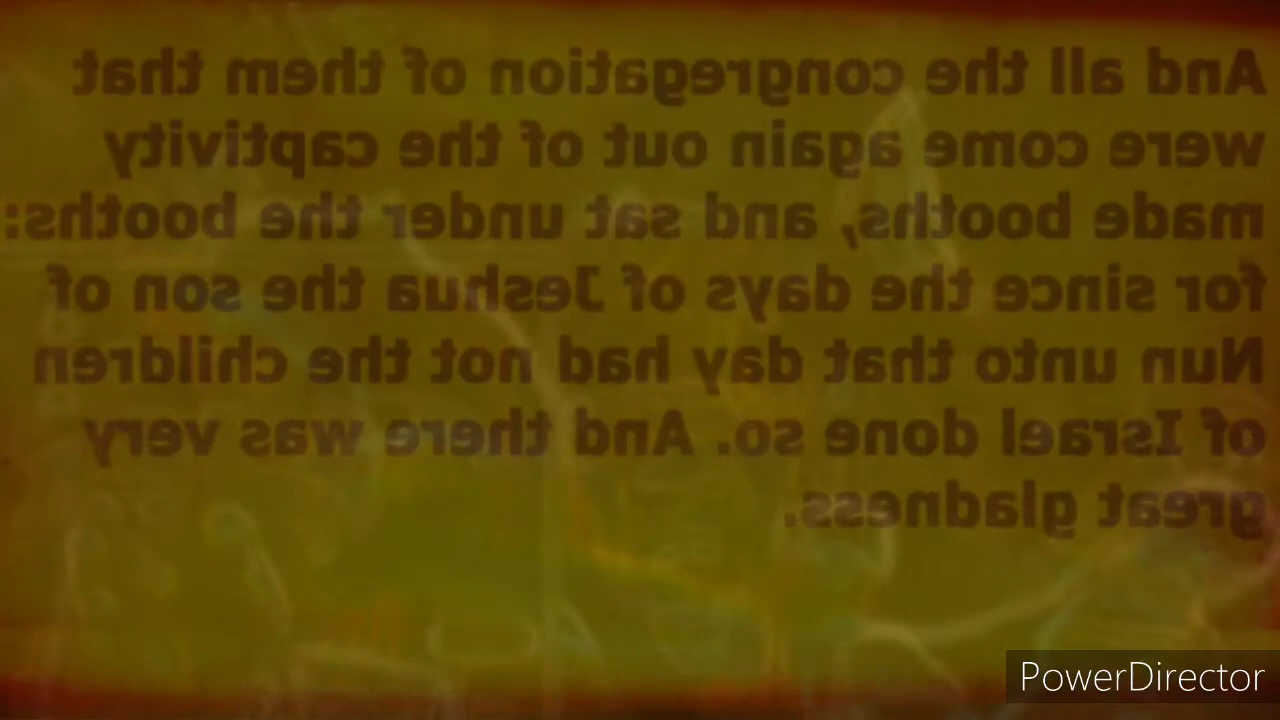 And all the congregation of them that
were come again out of the captivity
made booths, and sat under the booths:
for since the days of Jeshua the son of
Nun unto that day had not the children
of Israel done so. And there was very
great gladness.
PowerDirector